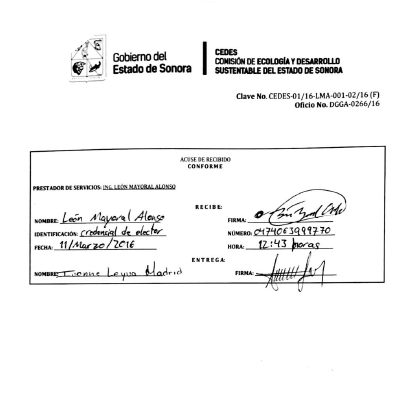 Gobierno del
Estado de Sonora
CEDES
COMISIÓN DE ECOLOGÍA Y DESARROLLO
SUSTENTABLE DEL ESTADO DE SONORA
Clave No. CEDES-01/16-LMA-001-02/16 (F)
Oficio No. DGGA-0266/16
ACUSE DE RECIBIDO
CONFORME
PRESTADOR DE SERVICIOS: ING. LEÓN MAYORAL ALONSO
RECIBE:
NOMBRE: León Mayoral Alonso FIRMA:
IDENTIFICACIÓN: credencial de elector NÚMERO: 0474063999770
FECHA: 11/Marzo/2016 HORA: 12:43 horas
ENTREGA:
NOMBRE: Ivonne Leyva Madrid FIRMA: